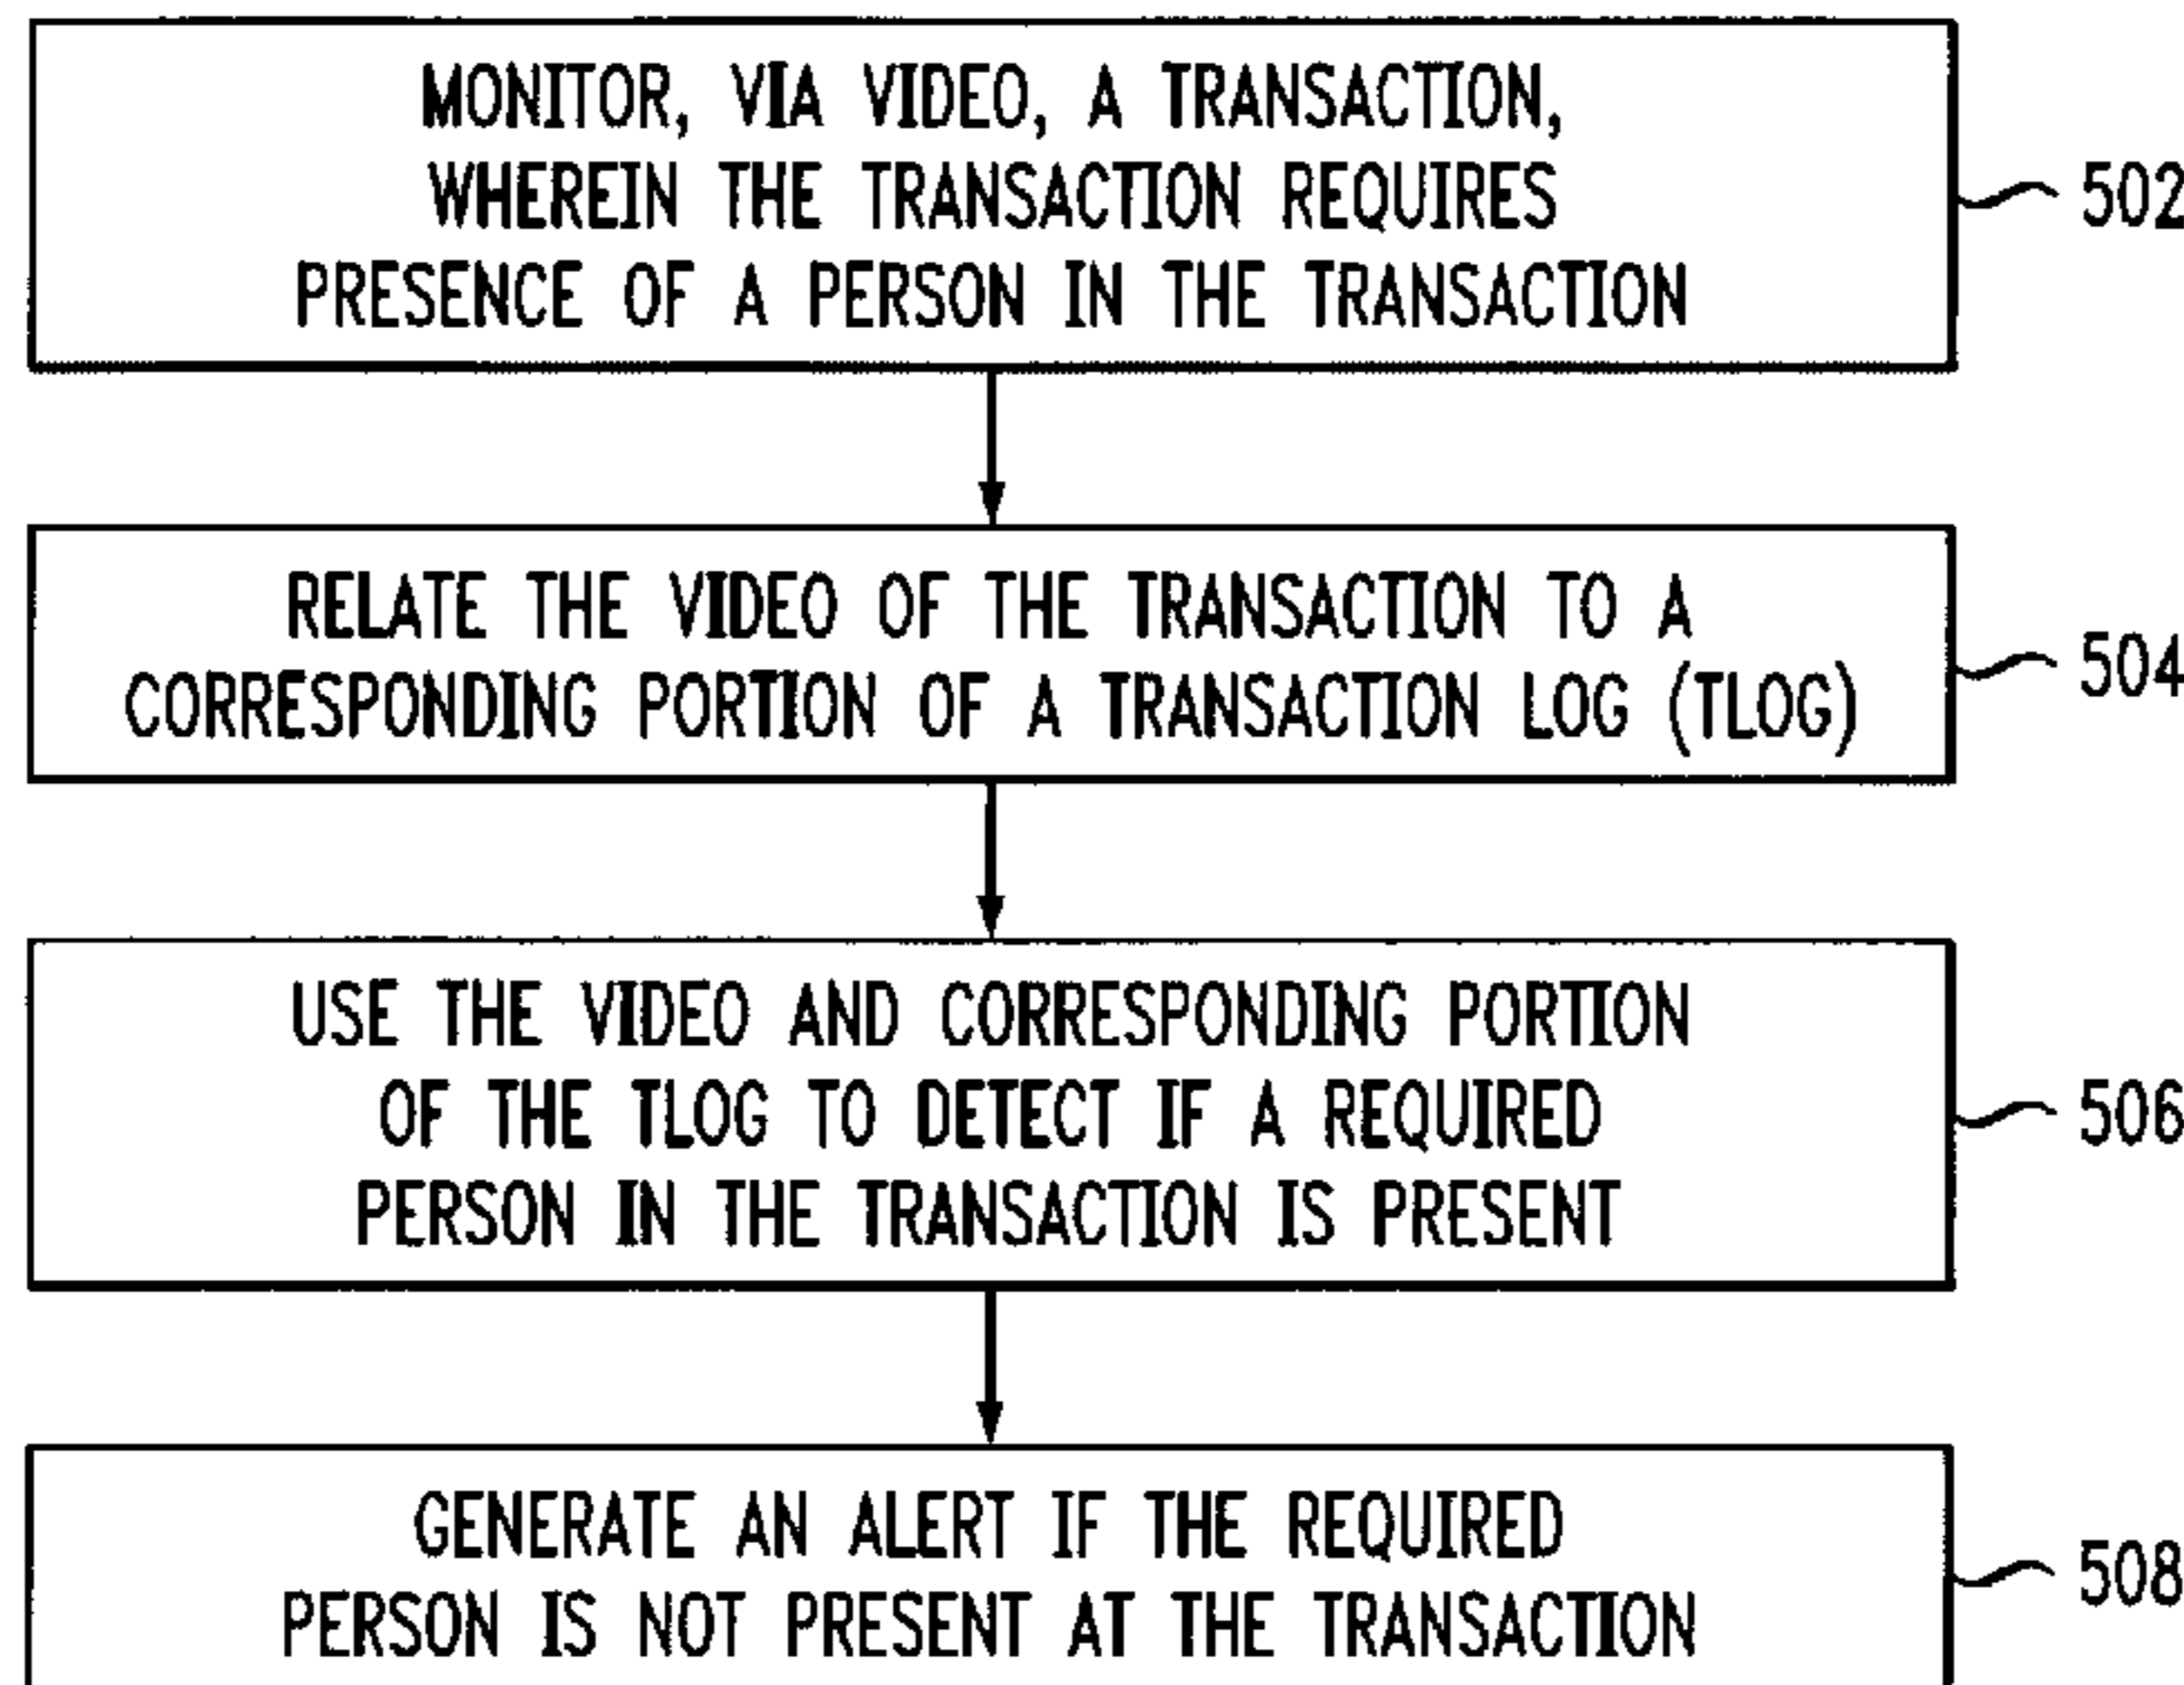 MONITOR, VIA VIDEO, A TRANSACTION,
WHEREIN THE TRANSACTION REQUIRES
PRESENCE OF A PERSON IN THE TRANSACTION
502
RELATE THE VIDEO OF THE TRANSACTION TO A
CORRESPONDING PORTION OF A TRANSACTION LOG (TLOG)
504
USE THE VIDEO AND CORRESPONDING PORTION
OF THE TLOG TO DETECT IF A REQUIRED
PERSON IN THE TRANSACTION IS PRESENT
506
GENERATE AN ALERT IF THE REQUIRED
PERSON IS NOT PRESENT AT THE TRANSACTION
508